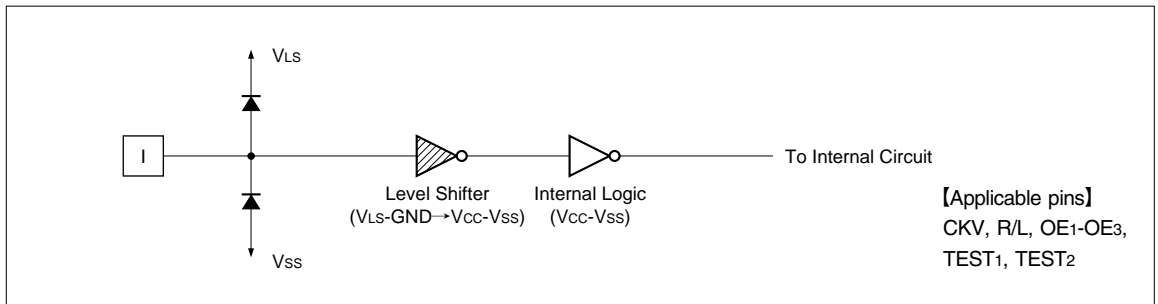 VLS
I
To Internal Circuit
Level Shifter
(VLS-GND→VCC-VSS)
Internal Logic
(VCC-VSS)
VSS
【Applicable pins】
CKV, R/L, OE1-OE3,
TEST1, TEST2